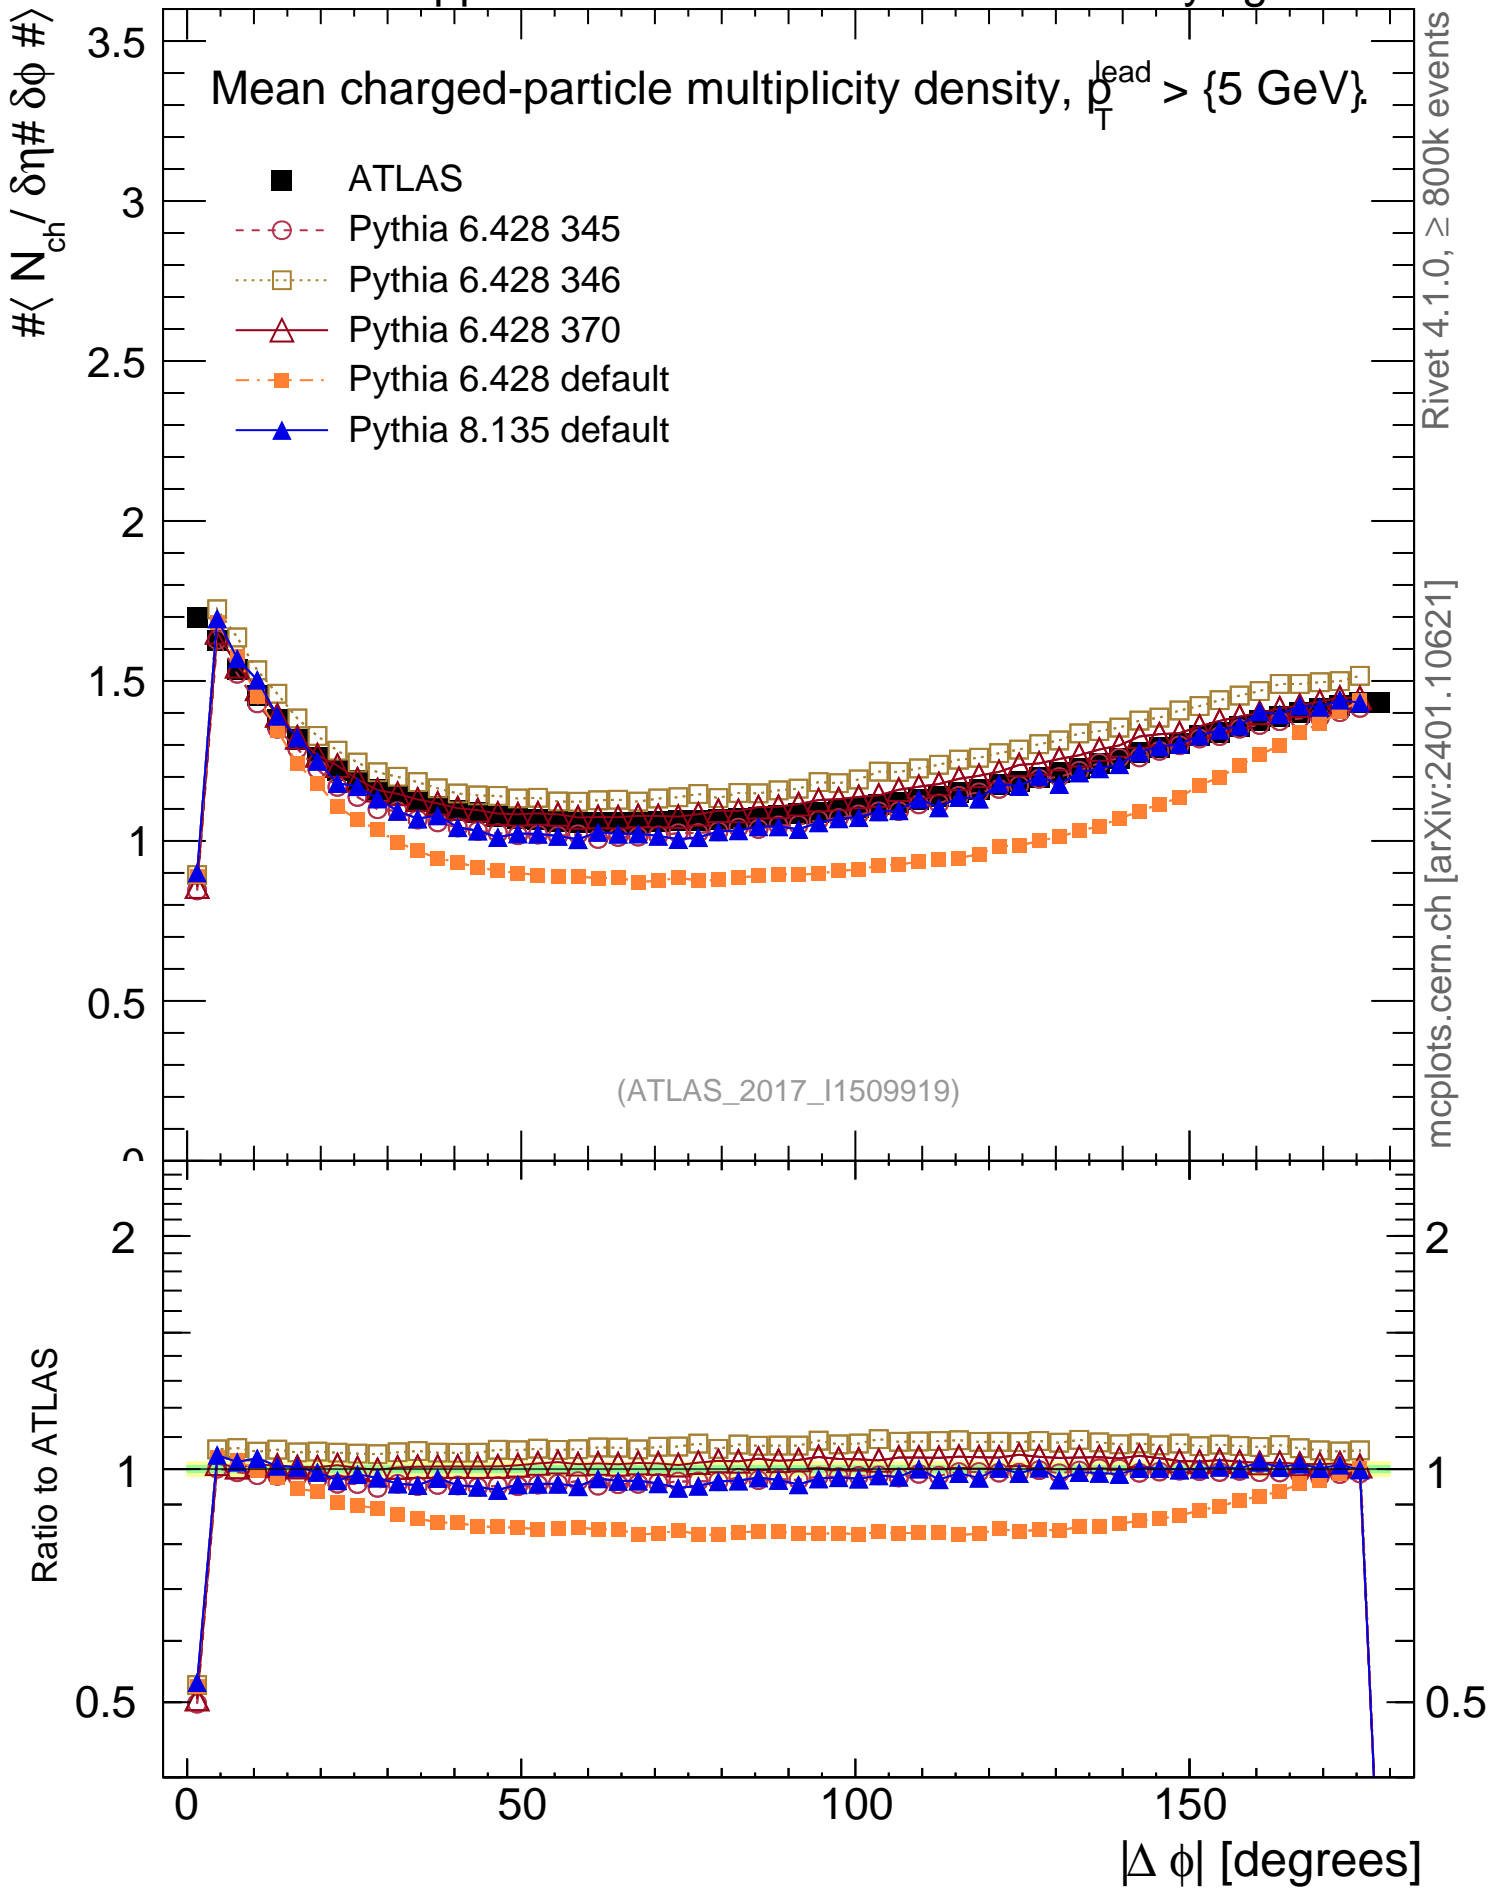 Mean charged-particle multiplicity density, p_T^lead > {5 GeV}.
#⟨ N_ch / δη# δϕ #⟩
ATLAS
Pythia 6.428 345
Pythia 6.428 346
Pythia 6.428 370
Pythia 6.428 default
Pythia 8.135 default
3.5
3
2.5
2
1.5
1
0.5
0
(ATLAS_2017_I1509919)
Rivet 4.1.0, ≥ 800k events
mcplots.cern.ch [arXiv:2401.10621]
Ratio to ATLAS
2
1
0.5
2
1
0.5
0 50 100 150
|Δ ϕ| [degrees]